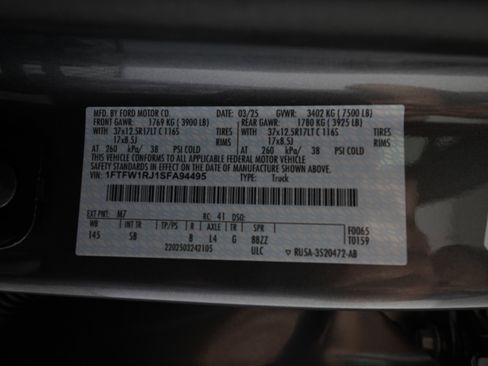 MFD. BY FORD MOTOR CO. DATE: 03/25 GVWR: 3402 KG ( 7500 LB)
FRONT GAWR: 1769 KG ( 3900 LB) REAR GAWR: 1780 KG ( 3925 LB)
WITH 37x12.5R17LT C 116S TIRES WITH 37x12.5R17LT C 116S TIRES
17x8.5J RIMS 17x8.5J RIMS
AT 260 kPa/ 38 PSI COLD AT 260 kPa/ 38 PSI COLD
THIS VEHICLE CONFORMS TO ALL APPLICABLE FEDERAL MOTOR VEHICLE
SAFETY STANDARDS IN EFFECT ON THE DATE OF MANUFACTURE SHOWN ABOVE.
VIN: 1FTFW1RJ1SFA94495 TYPE: Truck
EXT PNT: M7 RC: 41 DSO:
WB INT TR TP/PS R AXLE TR SPR F0065
145 SB B L4 G 88ZZ T0159
2202503242105 ULC RUSA-3520472-AB